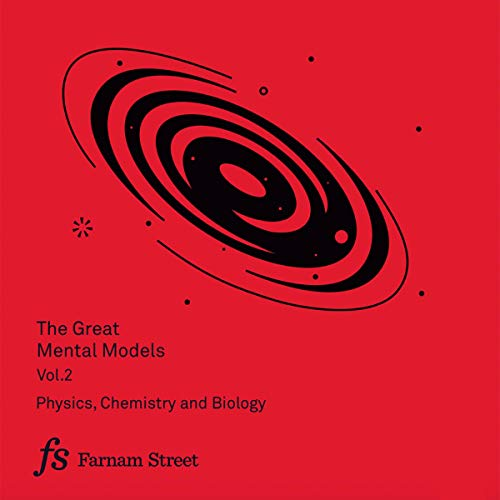 The Great
Mental Models
Vol.2
Physics, Chemistry and Biology
fs Farnam Street